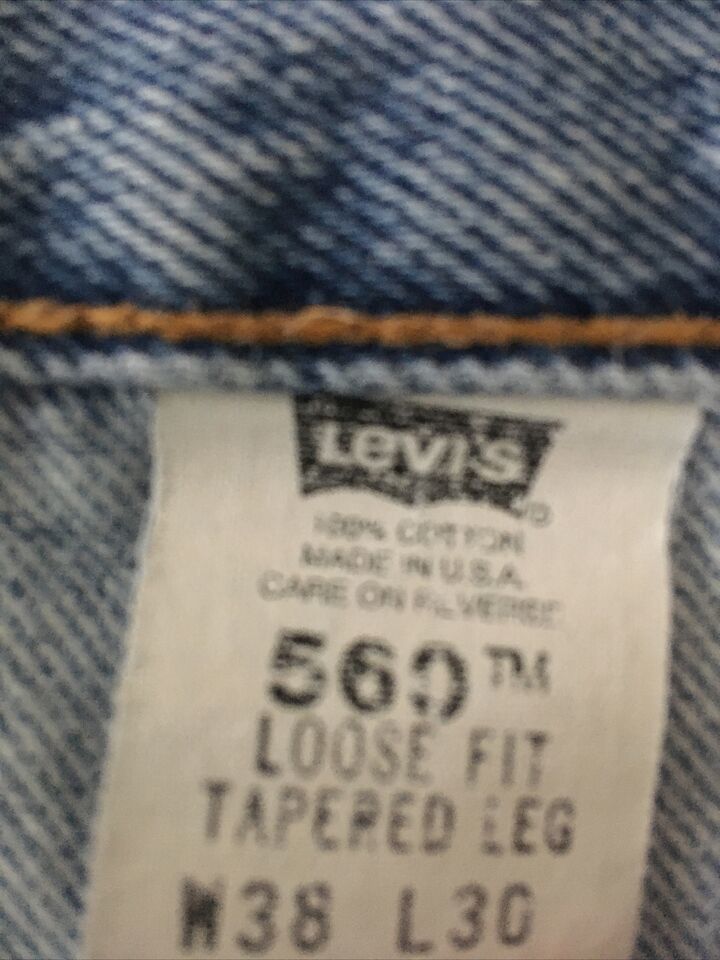 Levi's®
100% COTTON
MADE IN U.S.A.
CARE ON REVERSE
560™
LOOSE FIT
TAPERED LEG
W38 L30